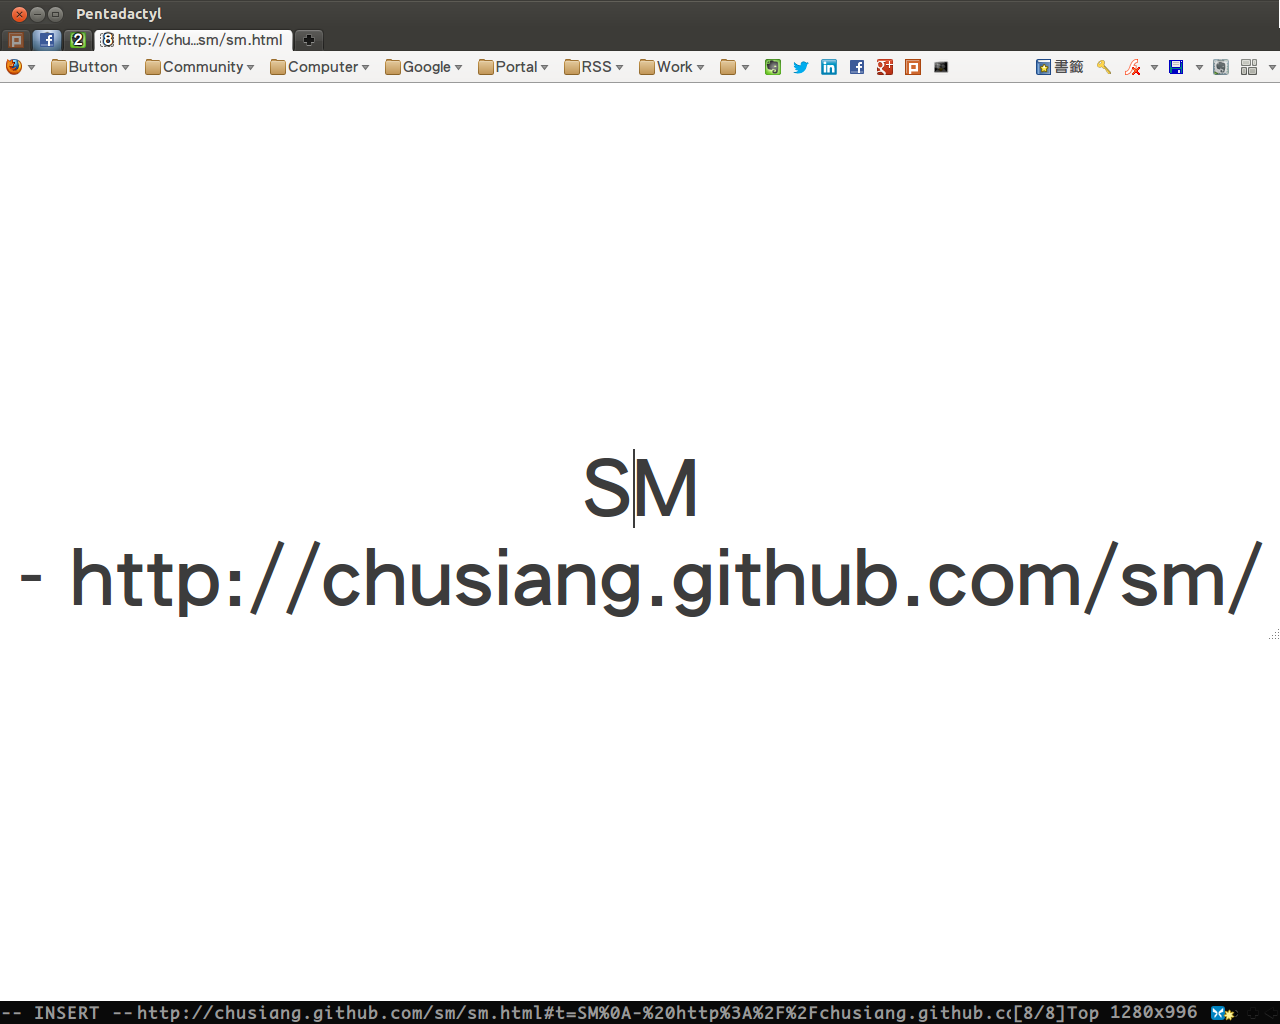 Pentadactyl
2 8 http://chu...sm/sm.html
Button Community Computer Google Portal RSS Work 書籤
SM
- http://chusiang.github.com/sm/
-- INSERT -- http://chusiang.github.com/sm/sm.html#t=SM%0A-%20http%3A%2F%2Fchusiang.github.co[8/8]Top 1280x996